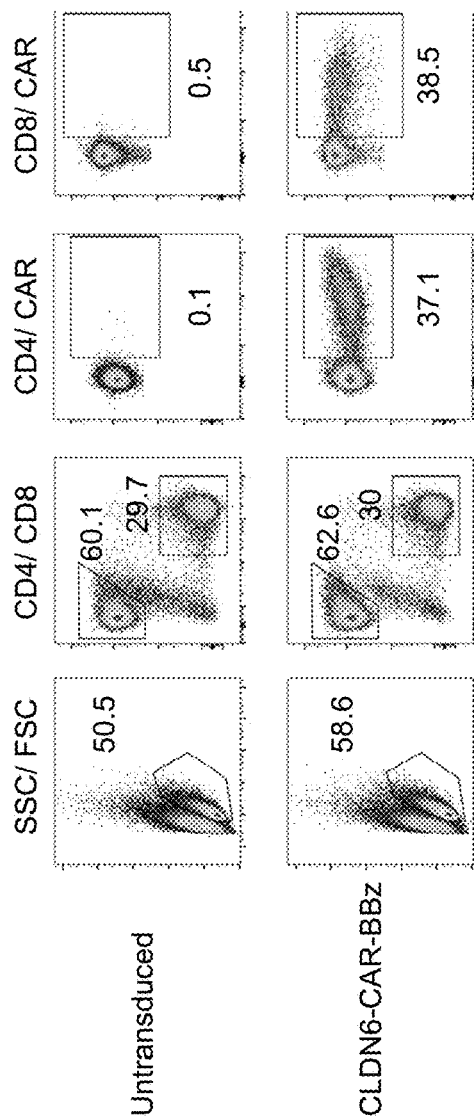 SSC/ FSC
CD4/ CD8
CD4/ CAR
CD8/ CAR
Untransduced
50.5
60.1
29.7
0.1
0.5
CLDN6-CAR-BBz
58.6
62.6
30
37.1
38.5